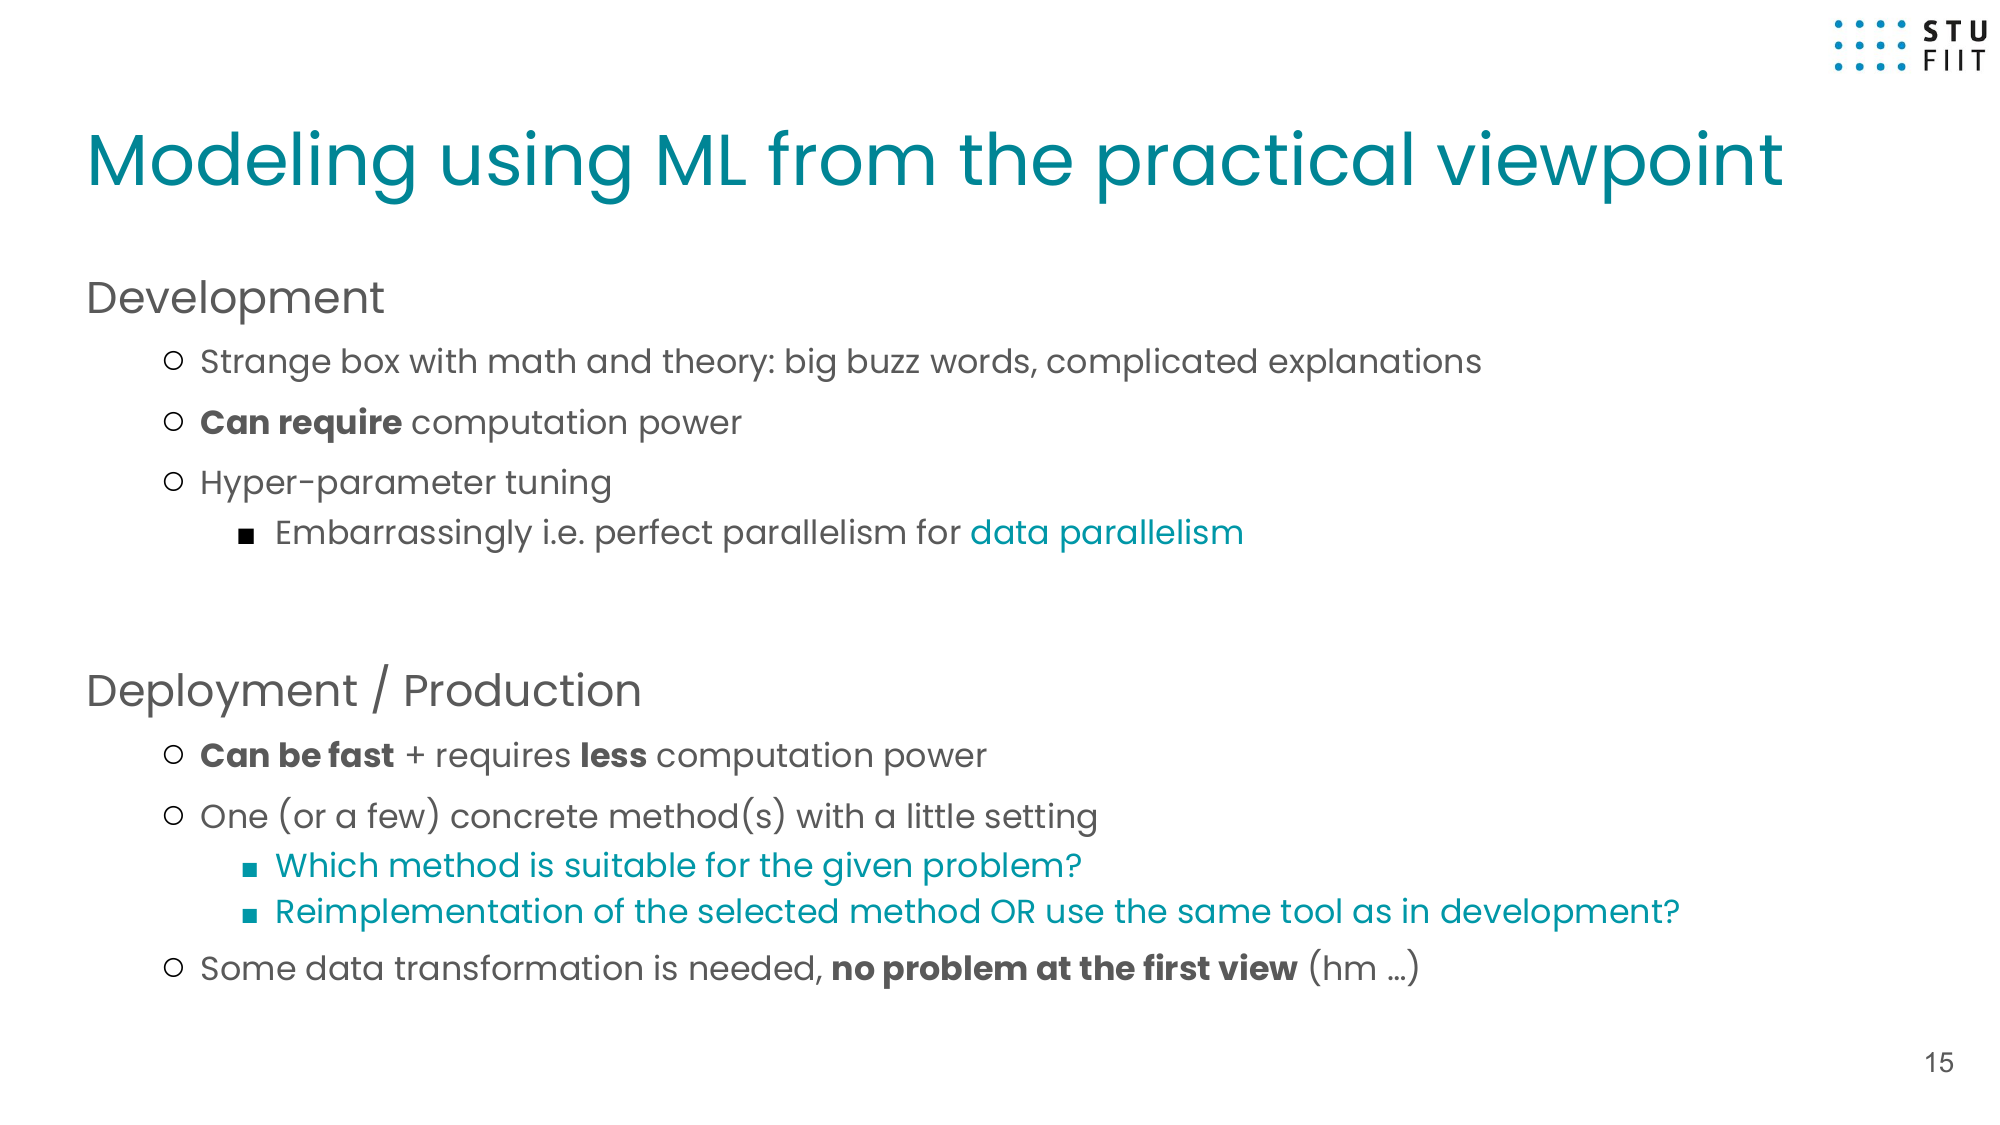 STU
FIIT
Modeling using ML from the practical viewpoint
Development
○ Strange box with math and theory: big buzz words, complicated explanations
○ Can require computation power
○ Hyper-parameter tuning
■ Embarrassingly i.e. perfect parallelism for data parallelism
Deployment / Production
○ Can be fast + requires less computation power
○ One (or a few) concrete method(s) with a little setting
■ Which method is suitable for the given problem?
■ Reimplementation of the selected method OR use the same tool as in development?
○ Some data transformation is needed, no problem at the first view (hm …)
15